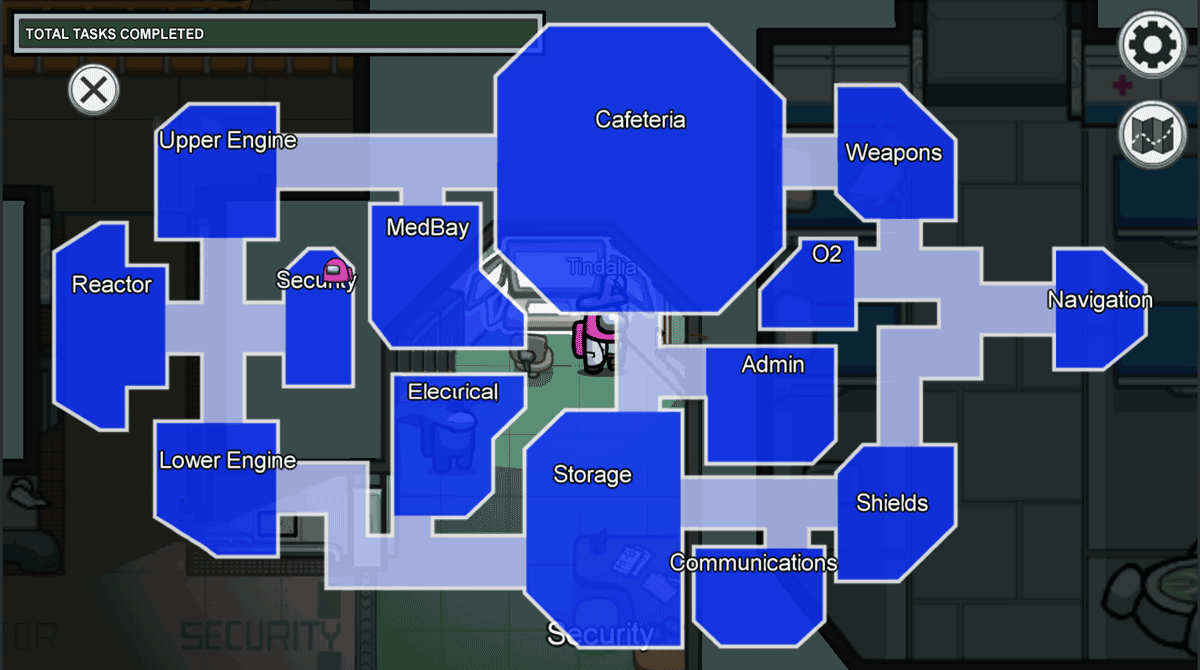 TOTAL TASKS COMPLETED
Cafeteria
Upper Engine
Weapons
MedBay
O2
Tindalia
Security
Reactor
Navigation
Admin
Electrical
Lower Engine
Storage
Shields
Communications
Security
SECURITY